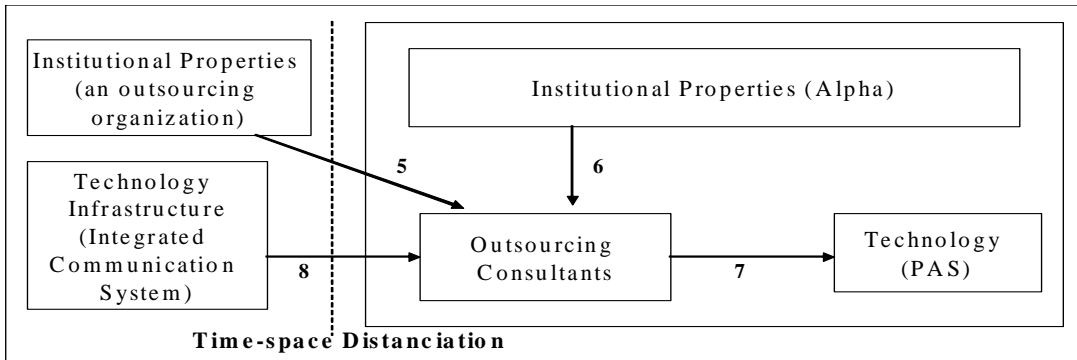 Institutional Properties
(an outsourcing
organization)
Institutional Properties (Alpha)
5
6
Technology
Infrastructure
(Integrated
Communication
System)
8
Outsourcing
Consultants
7
Technology
(PAS)
Time-space Distanciation